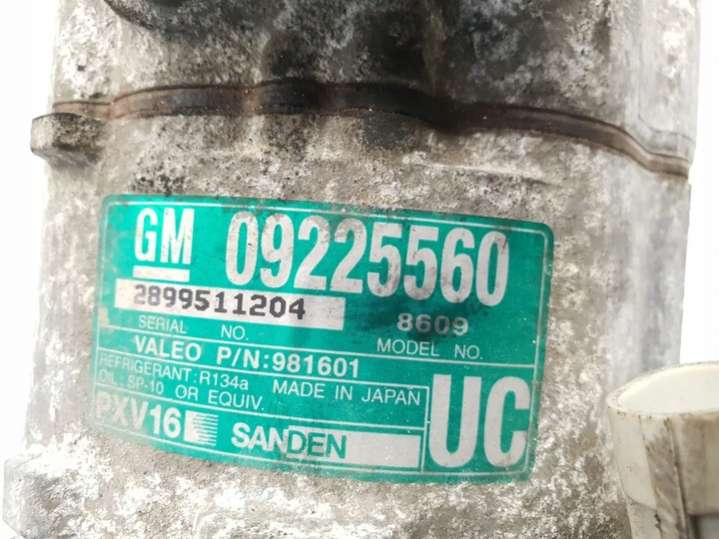 GM 09225560
2899511204 8609
SERIAL NO. MODEL NO.
VALEO P/N:981601
REFRIGERANT:R134a MADE IN JAPAN
OIL: SP-10 OR EQUIV.
PXV16 SANDEN UC